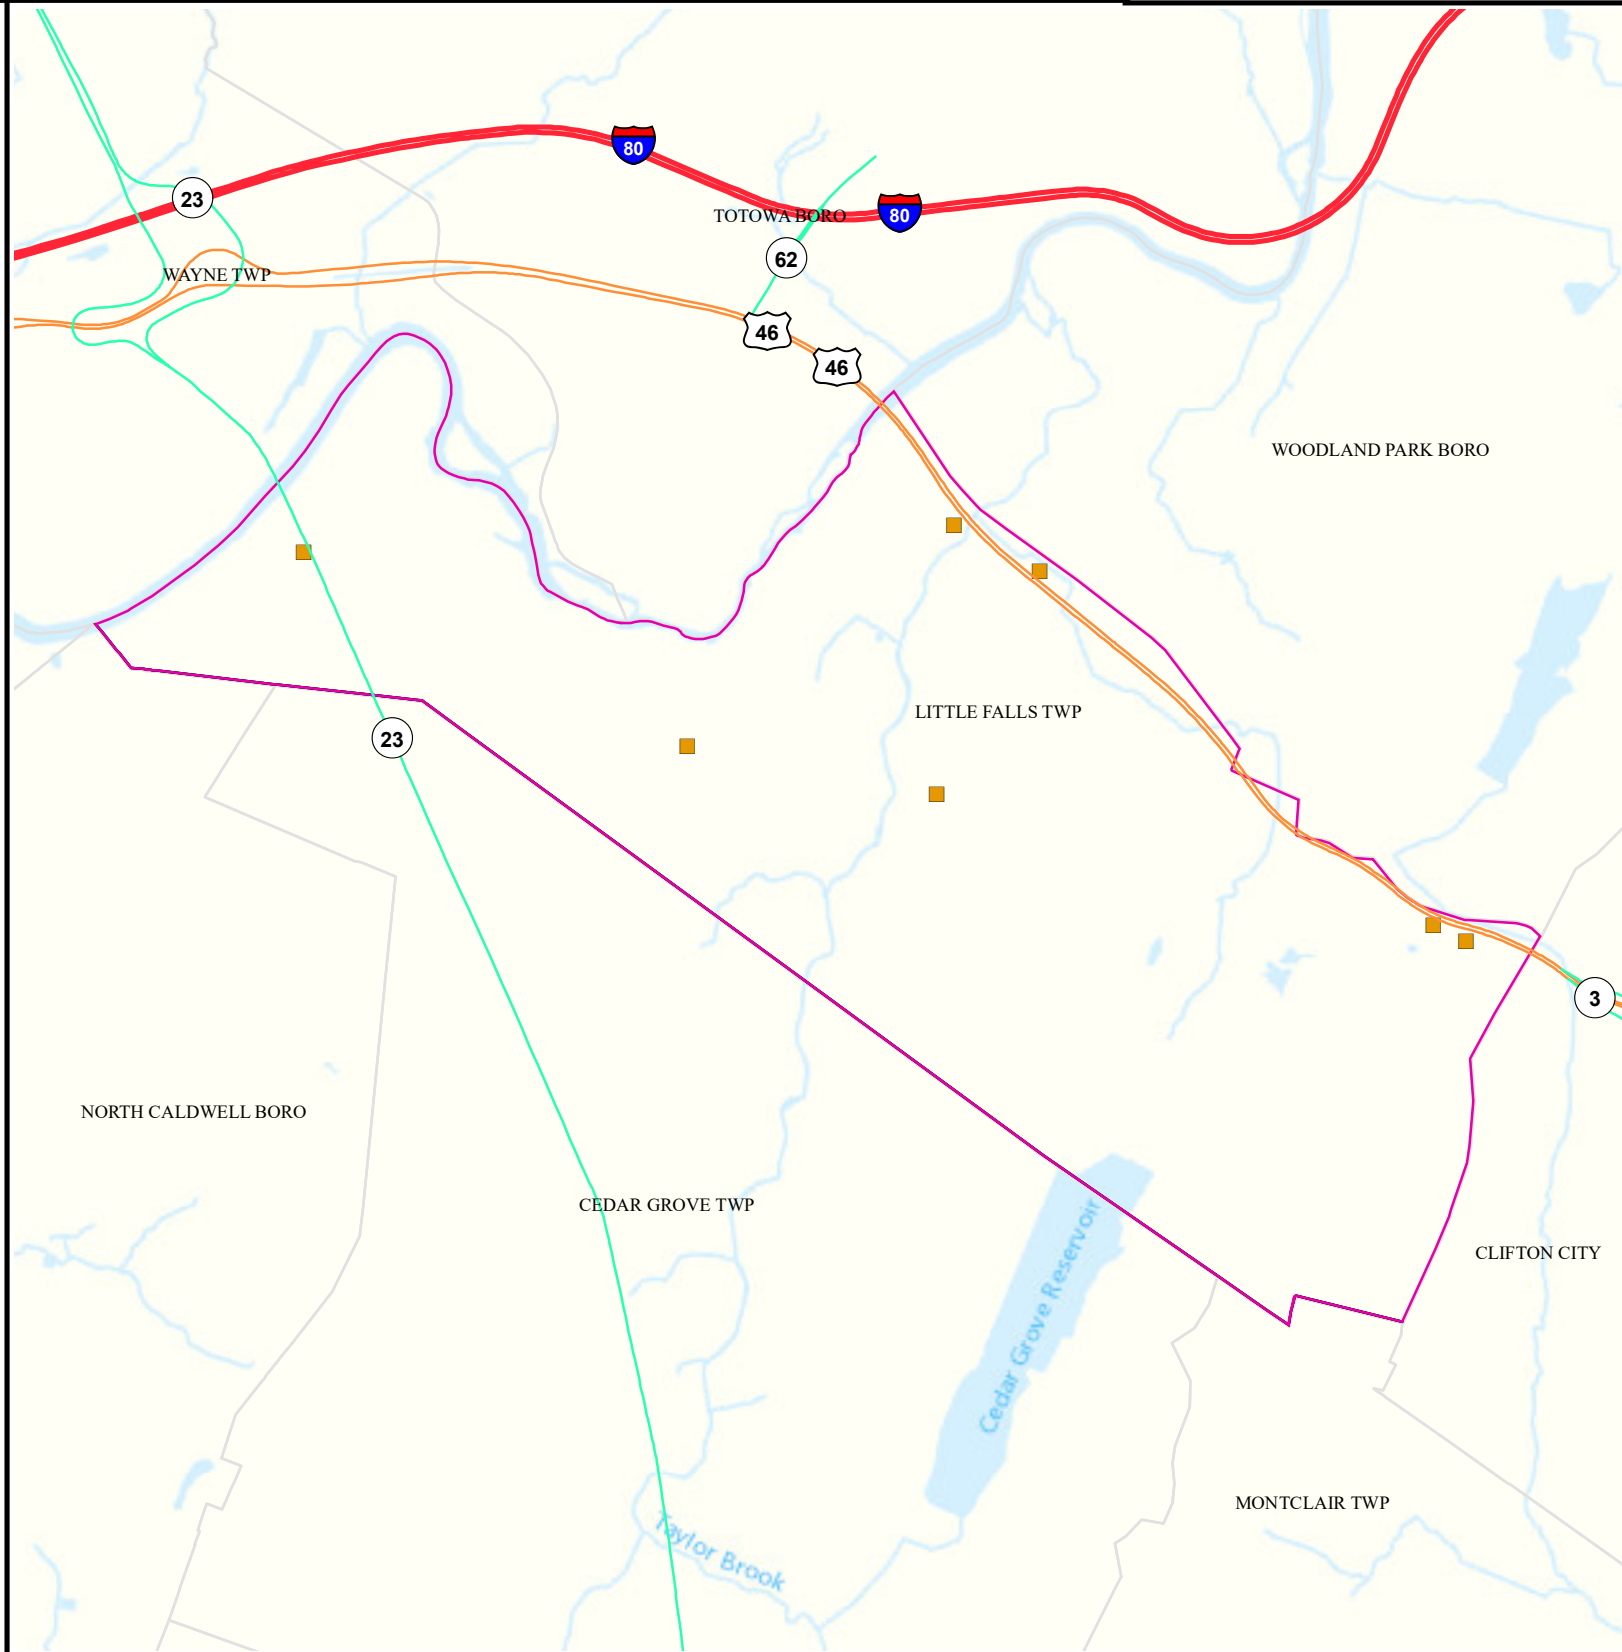 80
23
80
TOTOWA BORO
62
WAYNE TWP
46
46
WOODLAND PARK BORO
LITTLE FALLS TWP
23
3
NORTH CALDWELL BORO
CEDAR GROVE TWP
CLIFTON CITY
Cedar Grove Reservoir
MONTCLAIR TWP
Taylor Brook